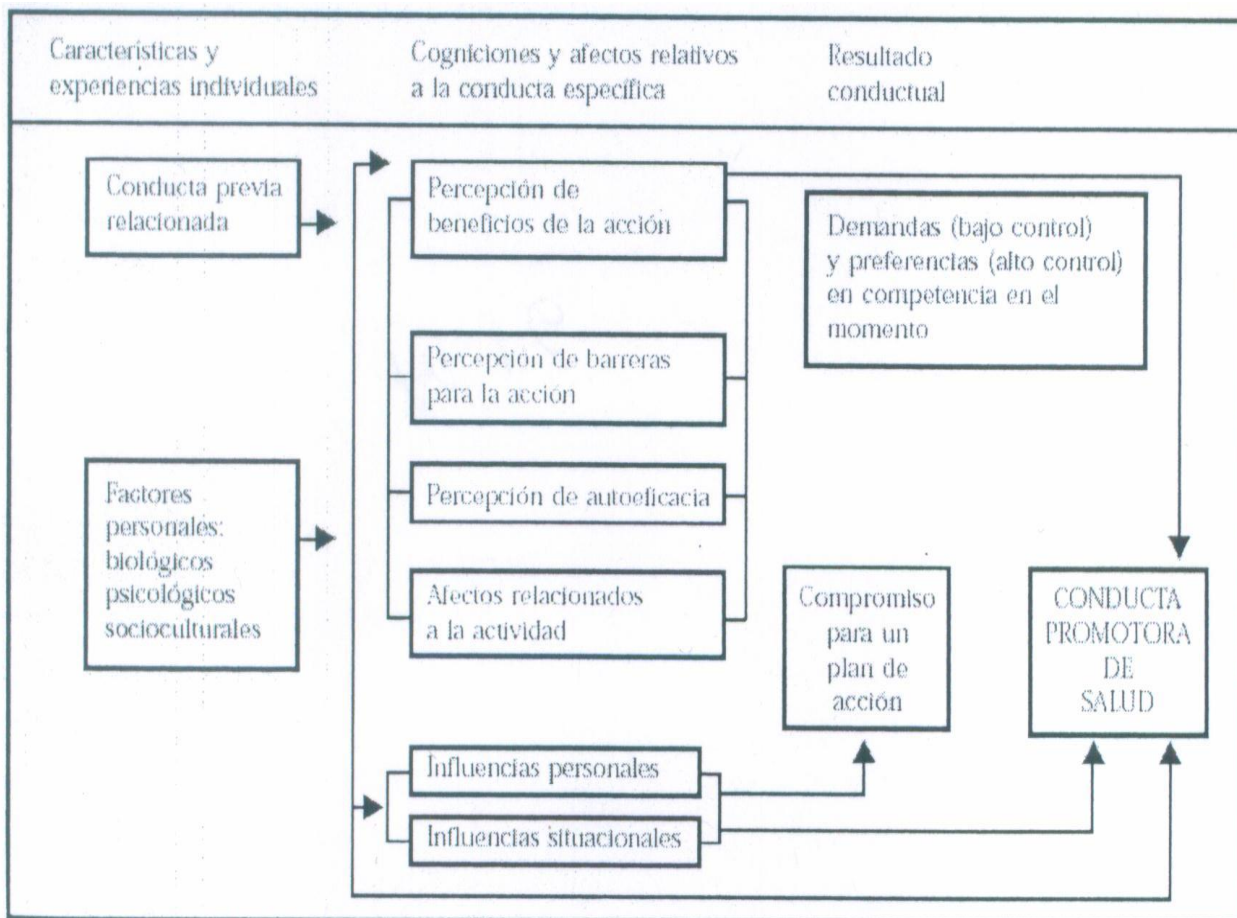 Características y
experiencias individuales
Cogniciones y afectos relativos
a la conducta específica
Resultado
conductual
Conducta previa
relacionada
Factores
personales:
biológicos
psicológicos
socioculturales
Percepción de
beneficios de la acción
Percepción de barreras
para la acción
Percepción de autoeficacia
Afectos relacionados
a la actividad
Influencias personales
Influencias situacionales
Demandas (bajo control)
y preferencias (alto control)
en competencia en el
momento
Compromiso
para un
plan de
acción
CONDUCTA
PROMOTORA
DE
SALUD